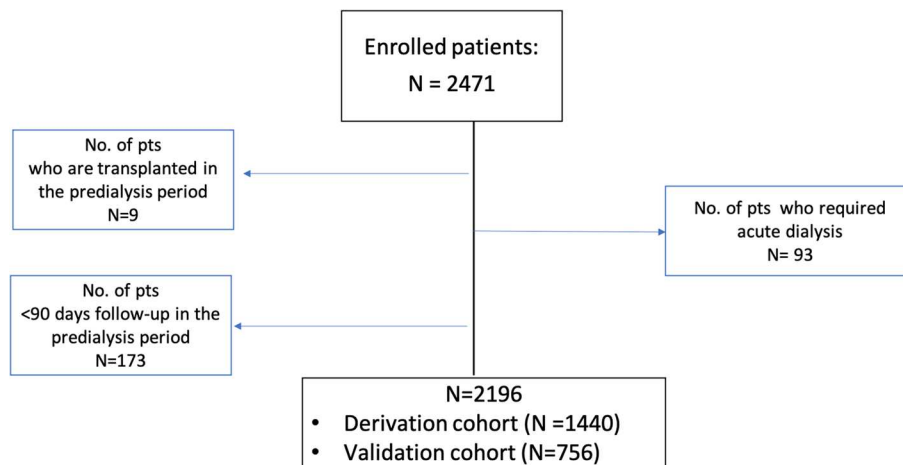 Enrolled patients:
N = 2471
No. of pts
who are transplanted in
the predialysis period
N=9
No. of pts who required
acute dialysis
N= 93
No. of pts
<90 days follow-up in the
predialysis period
N=173
N=2196
• Derivation cohort (N =1440)
• Validation cohort (N=756)